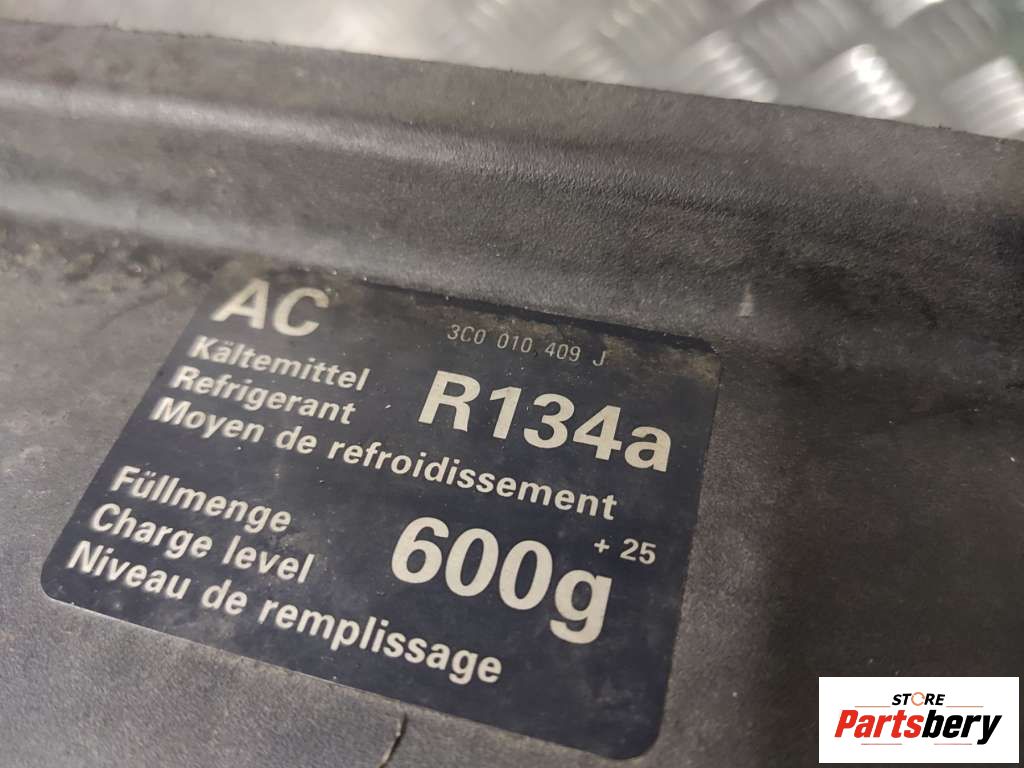 AC
3C0 010 409 J
Kältemittel
Refrigerant
Moyen de refroidissement
R134a
Füllmenge
Charge level
Niveau de remplissage
600g + 25
STORE
Partsbery